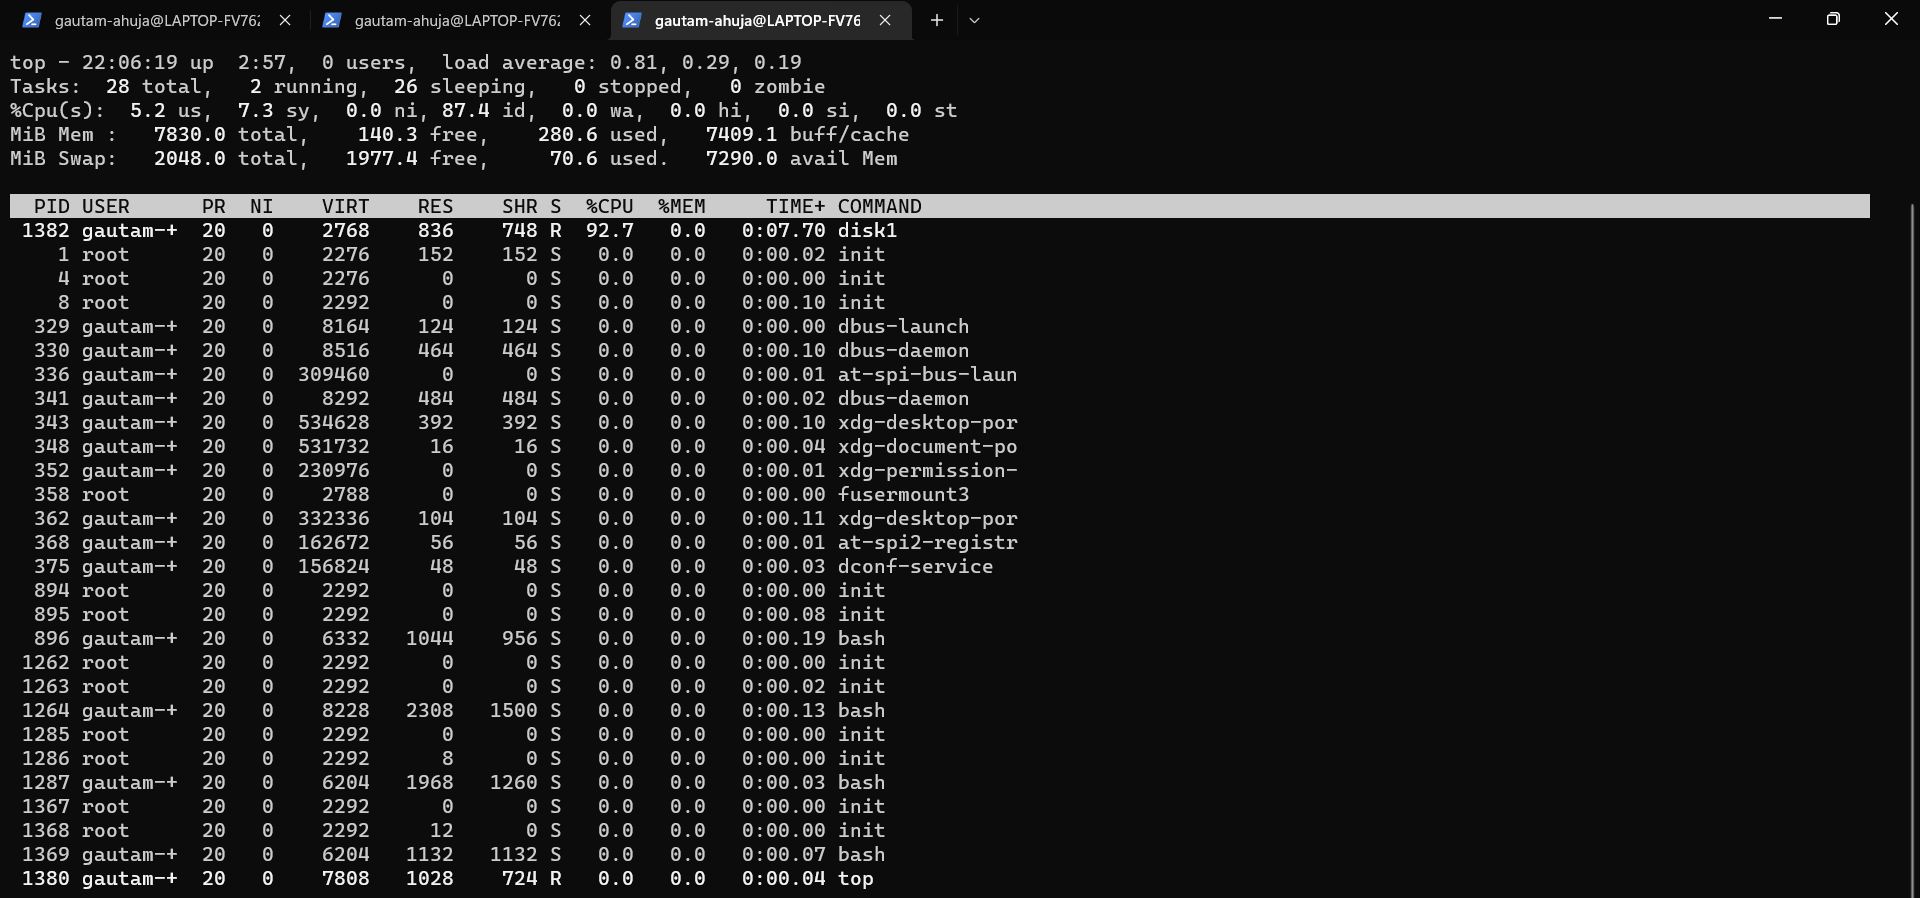 gautam-ahuja@LAPTOP-FV762 gautam-ahuja@LAPTOP-FV762 gautam-ahuja@LAPTOP-FV76
top - 22:06:19 up  2:57,  0 users,  load average: 0.81, 0.29, 0.19
Tasks:  28 total,   2 running,  26 sleeping,   0 stopped,   0 zombie
%Cpu(s):  5.2 us,  7.3 sy,  0.0 ni, 87.4 id,  0.0 wa,  0.0 hi,  0.0 si,  0.0 st
MiB Mem :   7830.0 total,    140.3 free,    280.6 used,   7409.1 buff/cache
MiB Swap:   2048.0 total,   1977.4 free,     70.6 used.   7290.0 avail Mem
PID USER      PR  NI    VIRT    RES    SHR S  %CPU  %MEM     TIME+ COMMAND
1382 gautam-+  20   0    2768    836    748 R  92.7   0.0   0:07.70 disk1
1 root      20   0    2276    152    152 S   0.0   0.0   0:00.02 init
4 root      20   0    2276      0      0 S   0.0   0.0   0:00.00 init
8 root      20   0    2292      0      0 S   0.0   0.0   0:00.10 init
329 gautam-+  20   0    8164    124    124 S   0.0   0.0   0:00.00 dbus-launch
330 gautam-+  20   0    8516    464    464 S   0.0   0.0   0:00.10 dbus-daemon
336 gautam-+  20   0  309460      0      0 S   0.0   0.0   0:00.01 at-spi-bus-laun
341 gautam-+  20   0    8292    484    484 S   0.0   0.0   0:00.02 dbus-daemon
343 gautam-+  20   0  534628    392    392 S   0.0   0.0   0:00.10 xdg-desktop-por
348 gautam-+  20   0  531732     16     16 S   0.0   0.0   0:00.04 xdg-document-po
352 gautam-+  20   0  230976      0      0 S   0.0   0.0   0:00.01 xdg-permission-
358 root      20   0    2788      0      0 S   0.0   0.0   0:00.00 fusermount3
362 gautam-+  20   0  332336    104    104 S   0.0   0.0   0:00.11 xdg-desktop-por
368 gautam-+  20   0  162672     56     56 S   0.0   0.0   0:00.01 at-spi2-registr
375 gautam-+  20   0  156824     48     48 S   0.0   0.0   0:00.03 dconf-service
894 root      20   0    2292      0      0 S   0.0   0.0   0:00.00 init
895 root      20   0    2292      0      0 S   0.0   0.0   0:00.08 init
896 gautam-+  20   0    6332   1044    956 S   0.0   0.0   0:00.19 bash
1262 root      20   0    2292      0      0 S   0.0   0.0   0:00.00 init
1263 root      20   0    2292      0      0 S   0.0   0.0   0:00.02 init
1264 gautam-+  20   0    8228   2308   1500 S   0.0   0.0   0:00.13 bash
1285 root      20   0    2292      0      0 S   0.0   0.0   0:00.00 init
1286 root      20   0    2292      8      0 S   0.0   0.0   0:00.00 init
1287 gautam-+  20   0    6204   1968   1260 S   0.0   0.0   0:00.03 bash
1367 root      20   0    2292      0      0 S   0.0   0.0   0:00.00 init
1368 root      20   0    2292     12      0 S   0.0   0.0   0:00.00 init
1369 gautam-+  20   0    6204   1132   1132 S   0.0   0.0   0:00.07 bash
1380 gautam-+  20   0    7808   1028    724 R   0.0   0.0   0:00.04 top